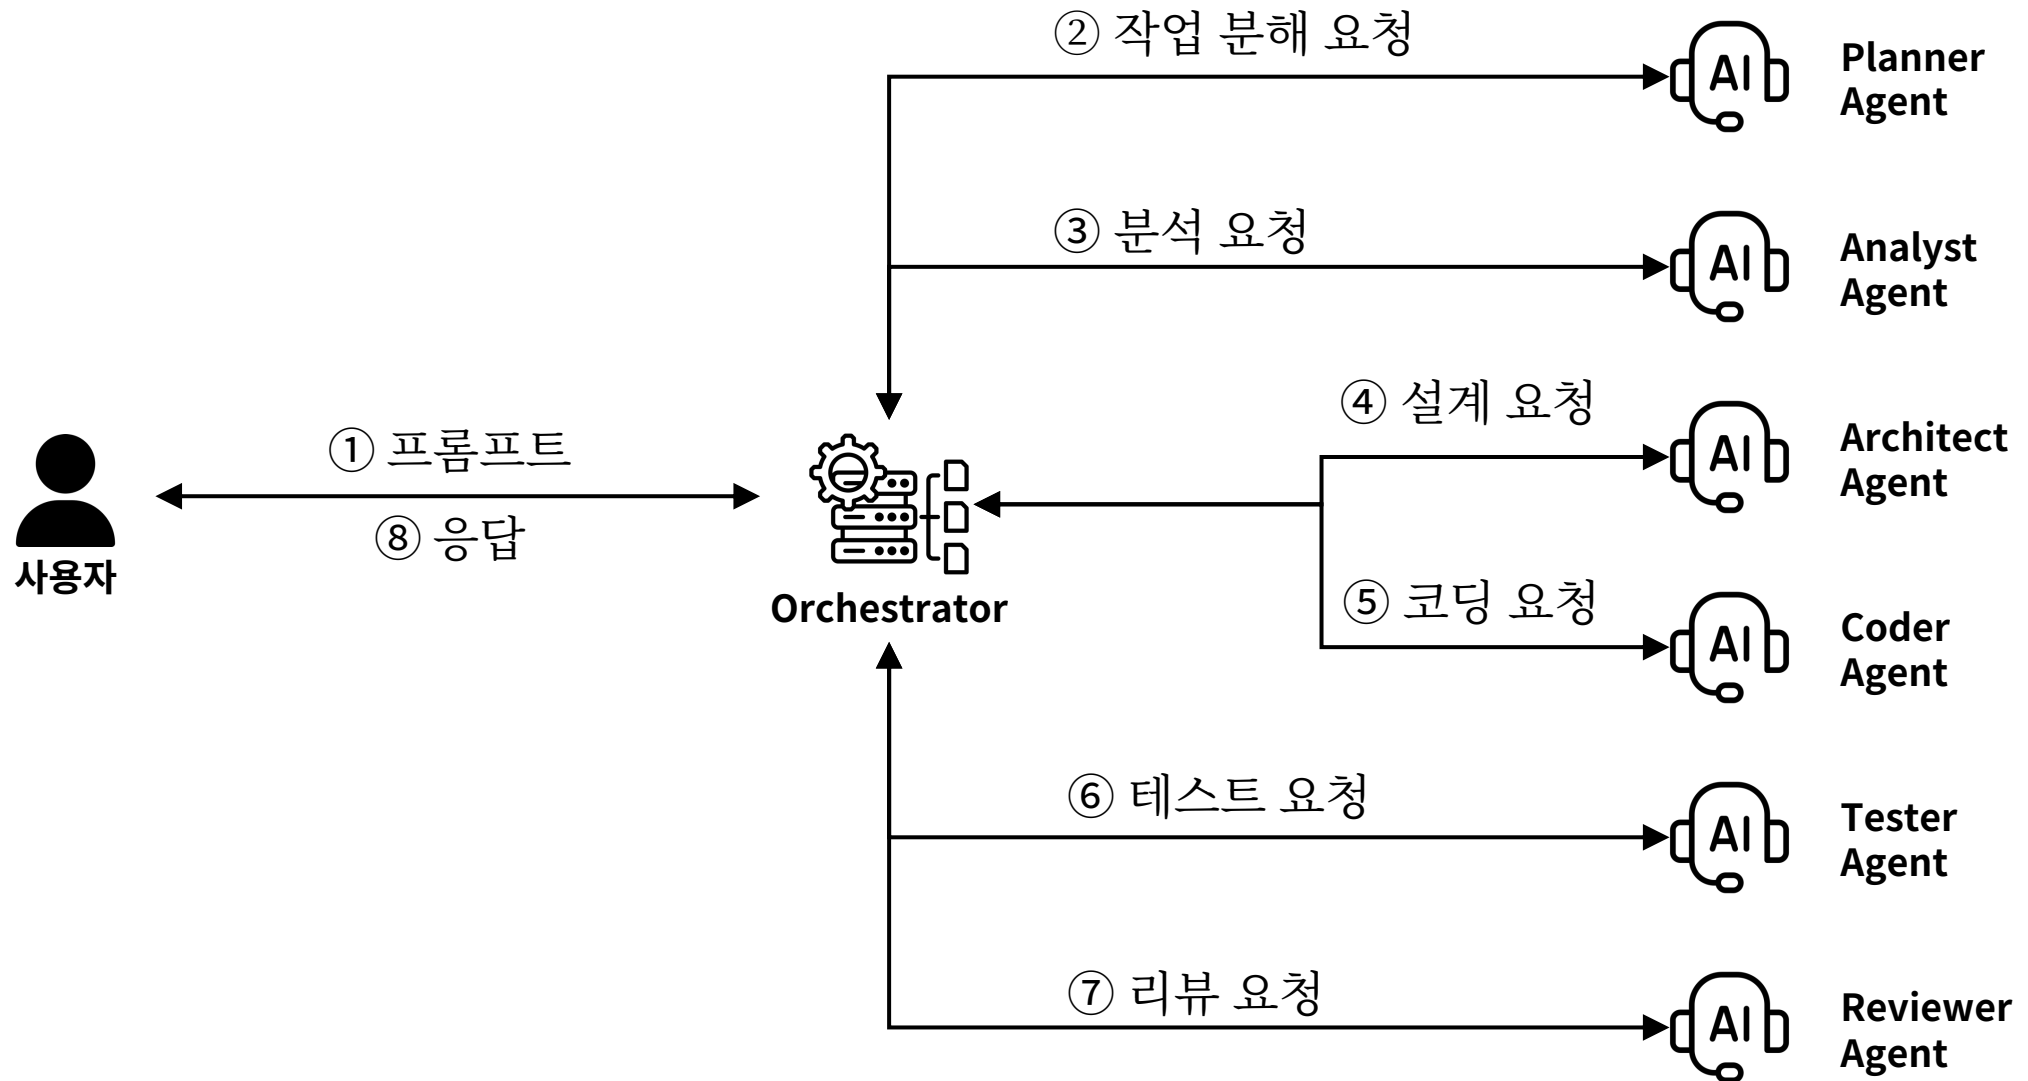 ② 작업 분해 요청
AI
Planner
Agent
③ 분석 요청
AI
Analyst
Agent
④ 설계 요청
AI
Architect
Agent
① 프롬프트
⑧ 응답
사용자
Orchestrator
⑤ 코딩 요청
AI
Coder
Agent
⑥ 테스트 요청
AI
Tester
Agent
⑦ 리뷰 요청
AI
Reviewer
Agent